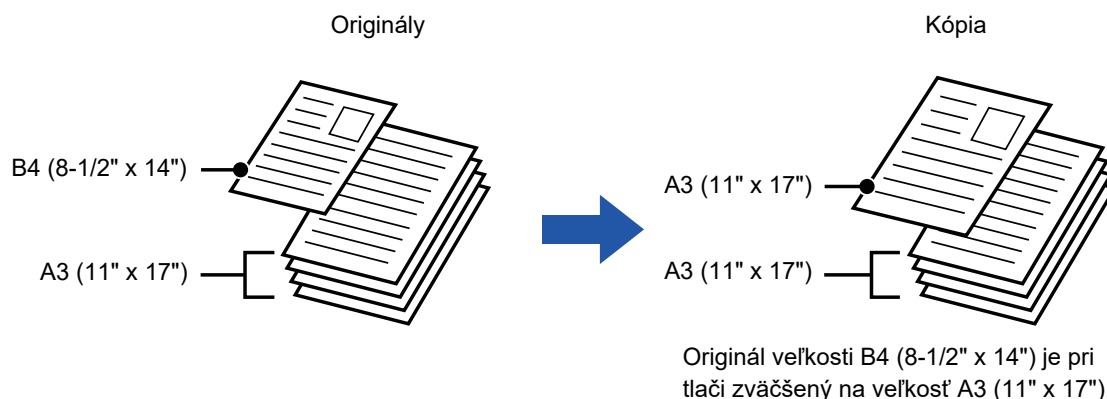 Originály
Kópia
B4 (8-1/2" x 14")
A3 (11" x 17")
A3 (11" x 17")
A3 (11" x 17")
Originál veľkosti B4 (8-1/2" x 14") je pri
tlači zväčšený na veľkosť A3 (11" x 17")